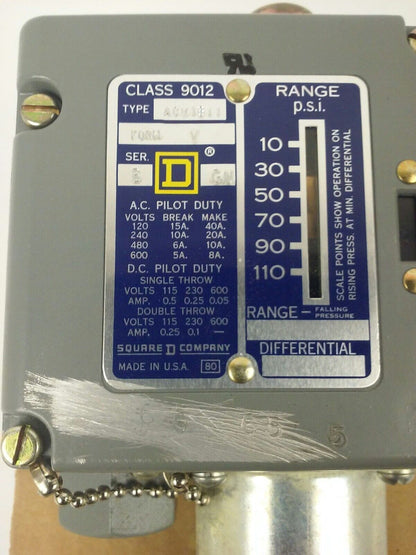 CLASS 9012
TYPE
FORM V
SER.
D ®
A.C. PILOT DUTY
VOLTS BREAK MAKE
120 15A. 40A.
240 10A. 20A.
480 6A. 10A.
600 5A. 8A.
D.C. PILOT DUTY
SINGLE THROW
VOLTS 115 230 600
AMP. 0.5 0.25 0.05
DOUBLE THROW
VOLTS 115 230 600
AMP. 0.25 0.1 —
SQUARE D COMPANY
MADE IN U.S.A. 80
RANGE
p.s.i.
10
30
50
70
90
110
SCALE POINTS SHOW OPERATION ON
RISING PRESS. AT MIN. DIFFERENTIAL
RANGE – FALLING
PRESSURE
DIFFERENTIAL